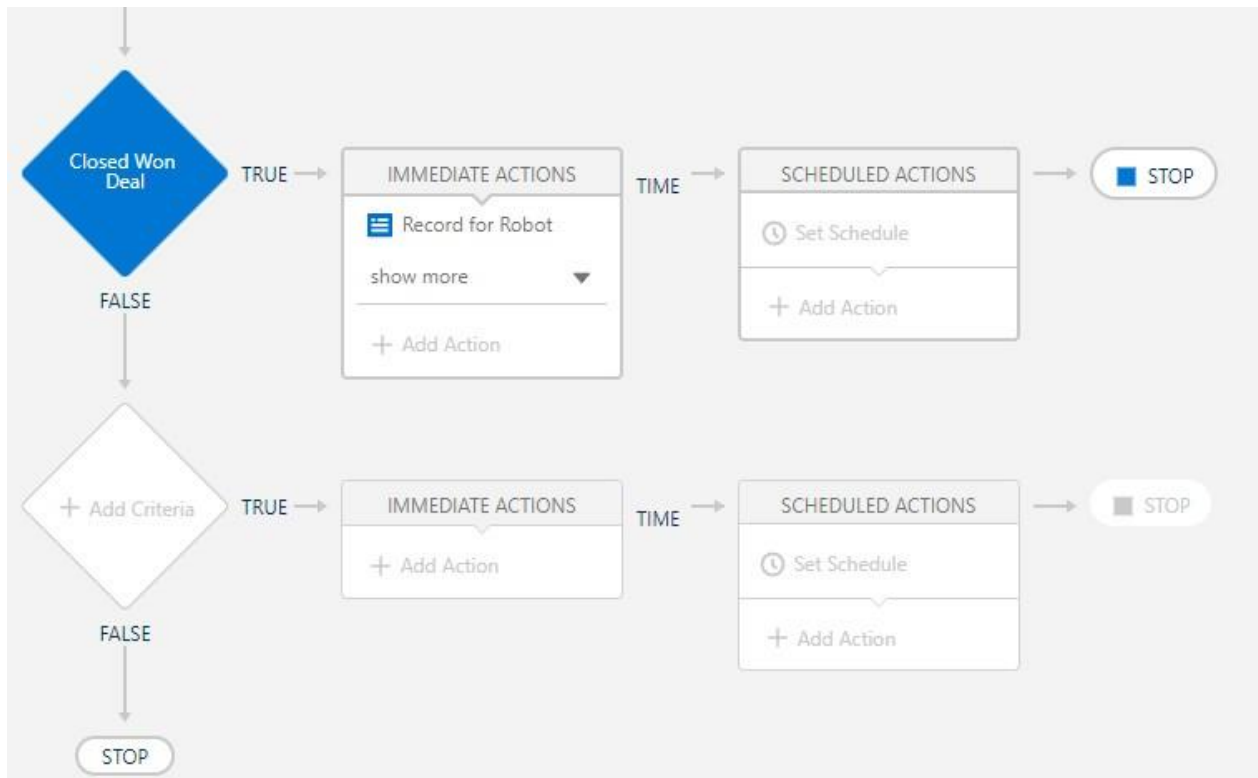 Closed Won
Deal
TRUE
IMMEDIATE ACTIONS
TIME
SCHEDULED ACTIONS
STOP
Record for Robot
Set Schedule
show more
FALSE
+ Add Action
+ Add Action
+ Add Criteria
TRUE
IMMEDIATE ACTIONS
TIME
SCHEDULED ACTIONS
STOP
+ Add Action
Set Schedule
FALSE
+ Add Action
STOP